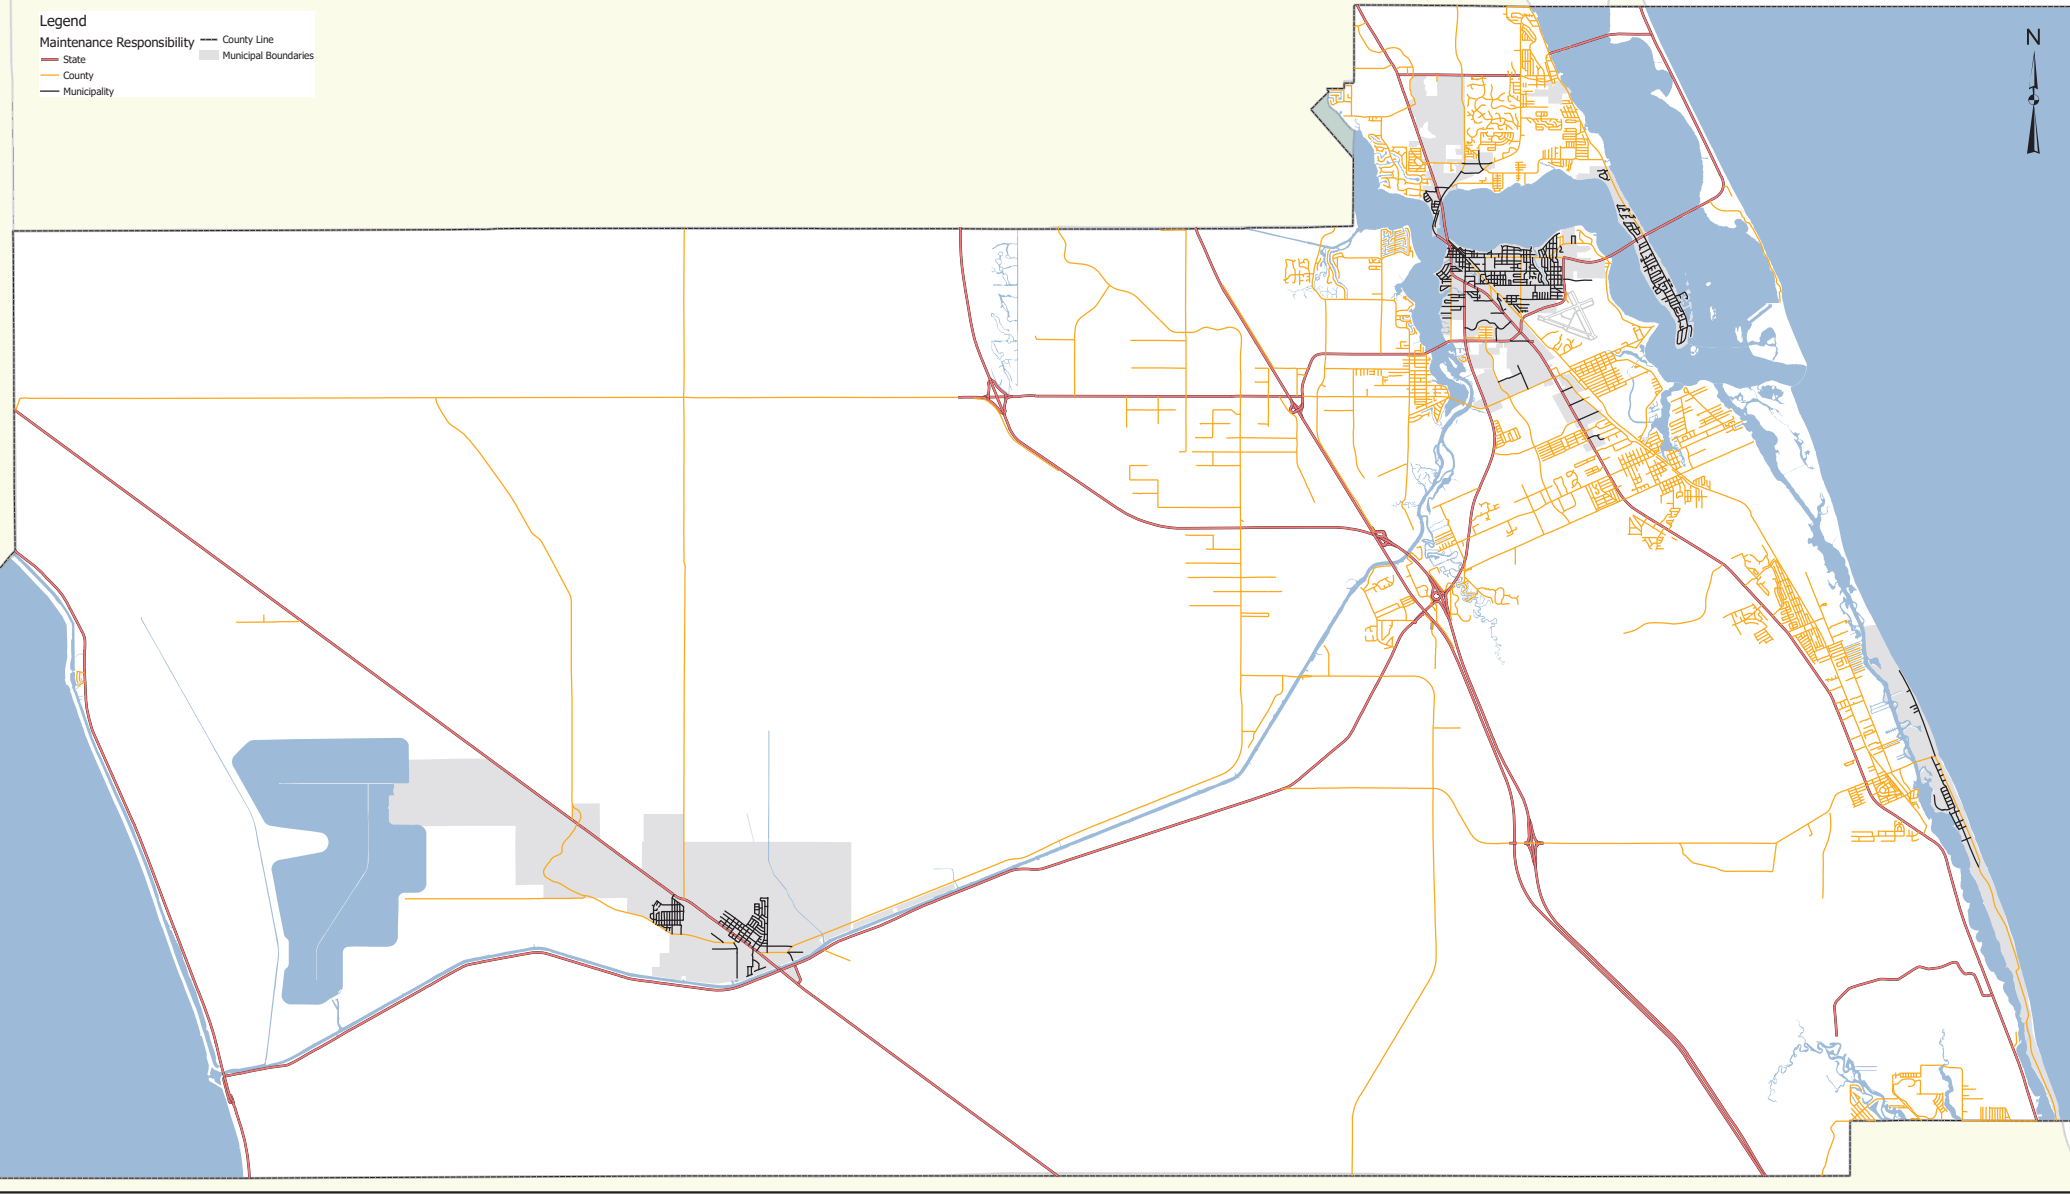 Legend
Maintenance Responsibility
State
County
Municipality
County Line
Municipal Boundaries
N